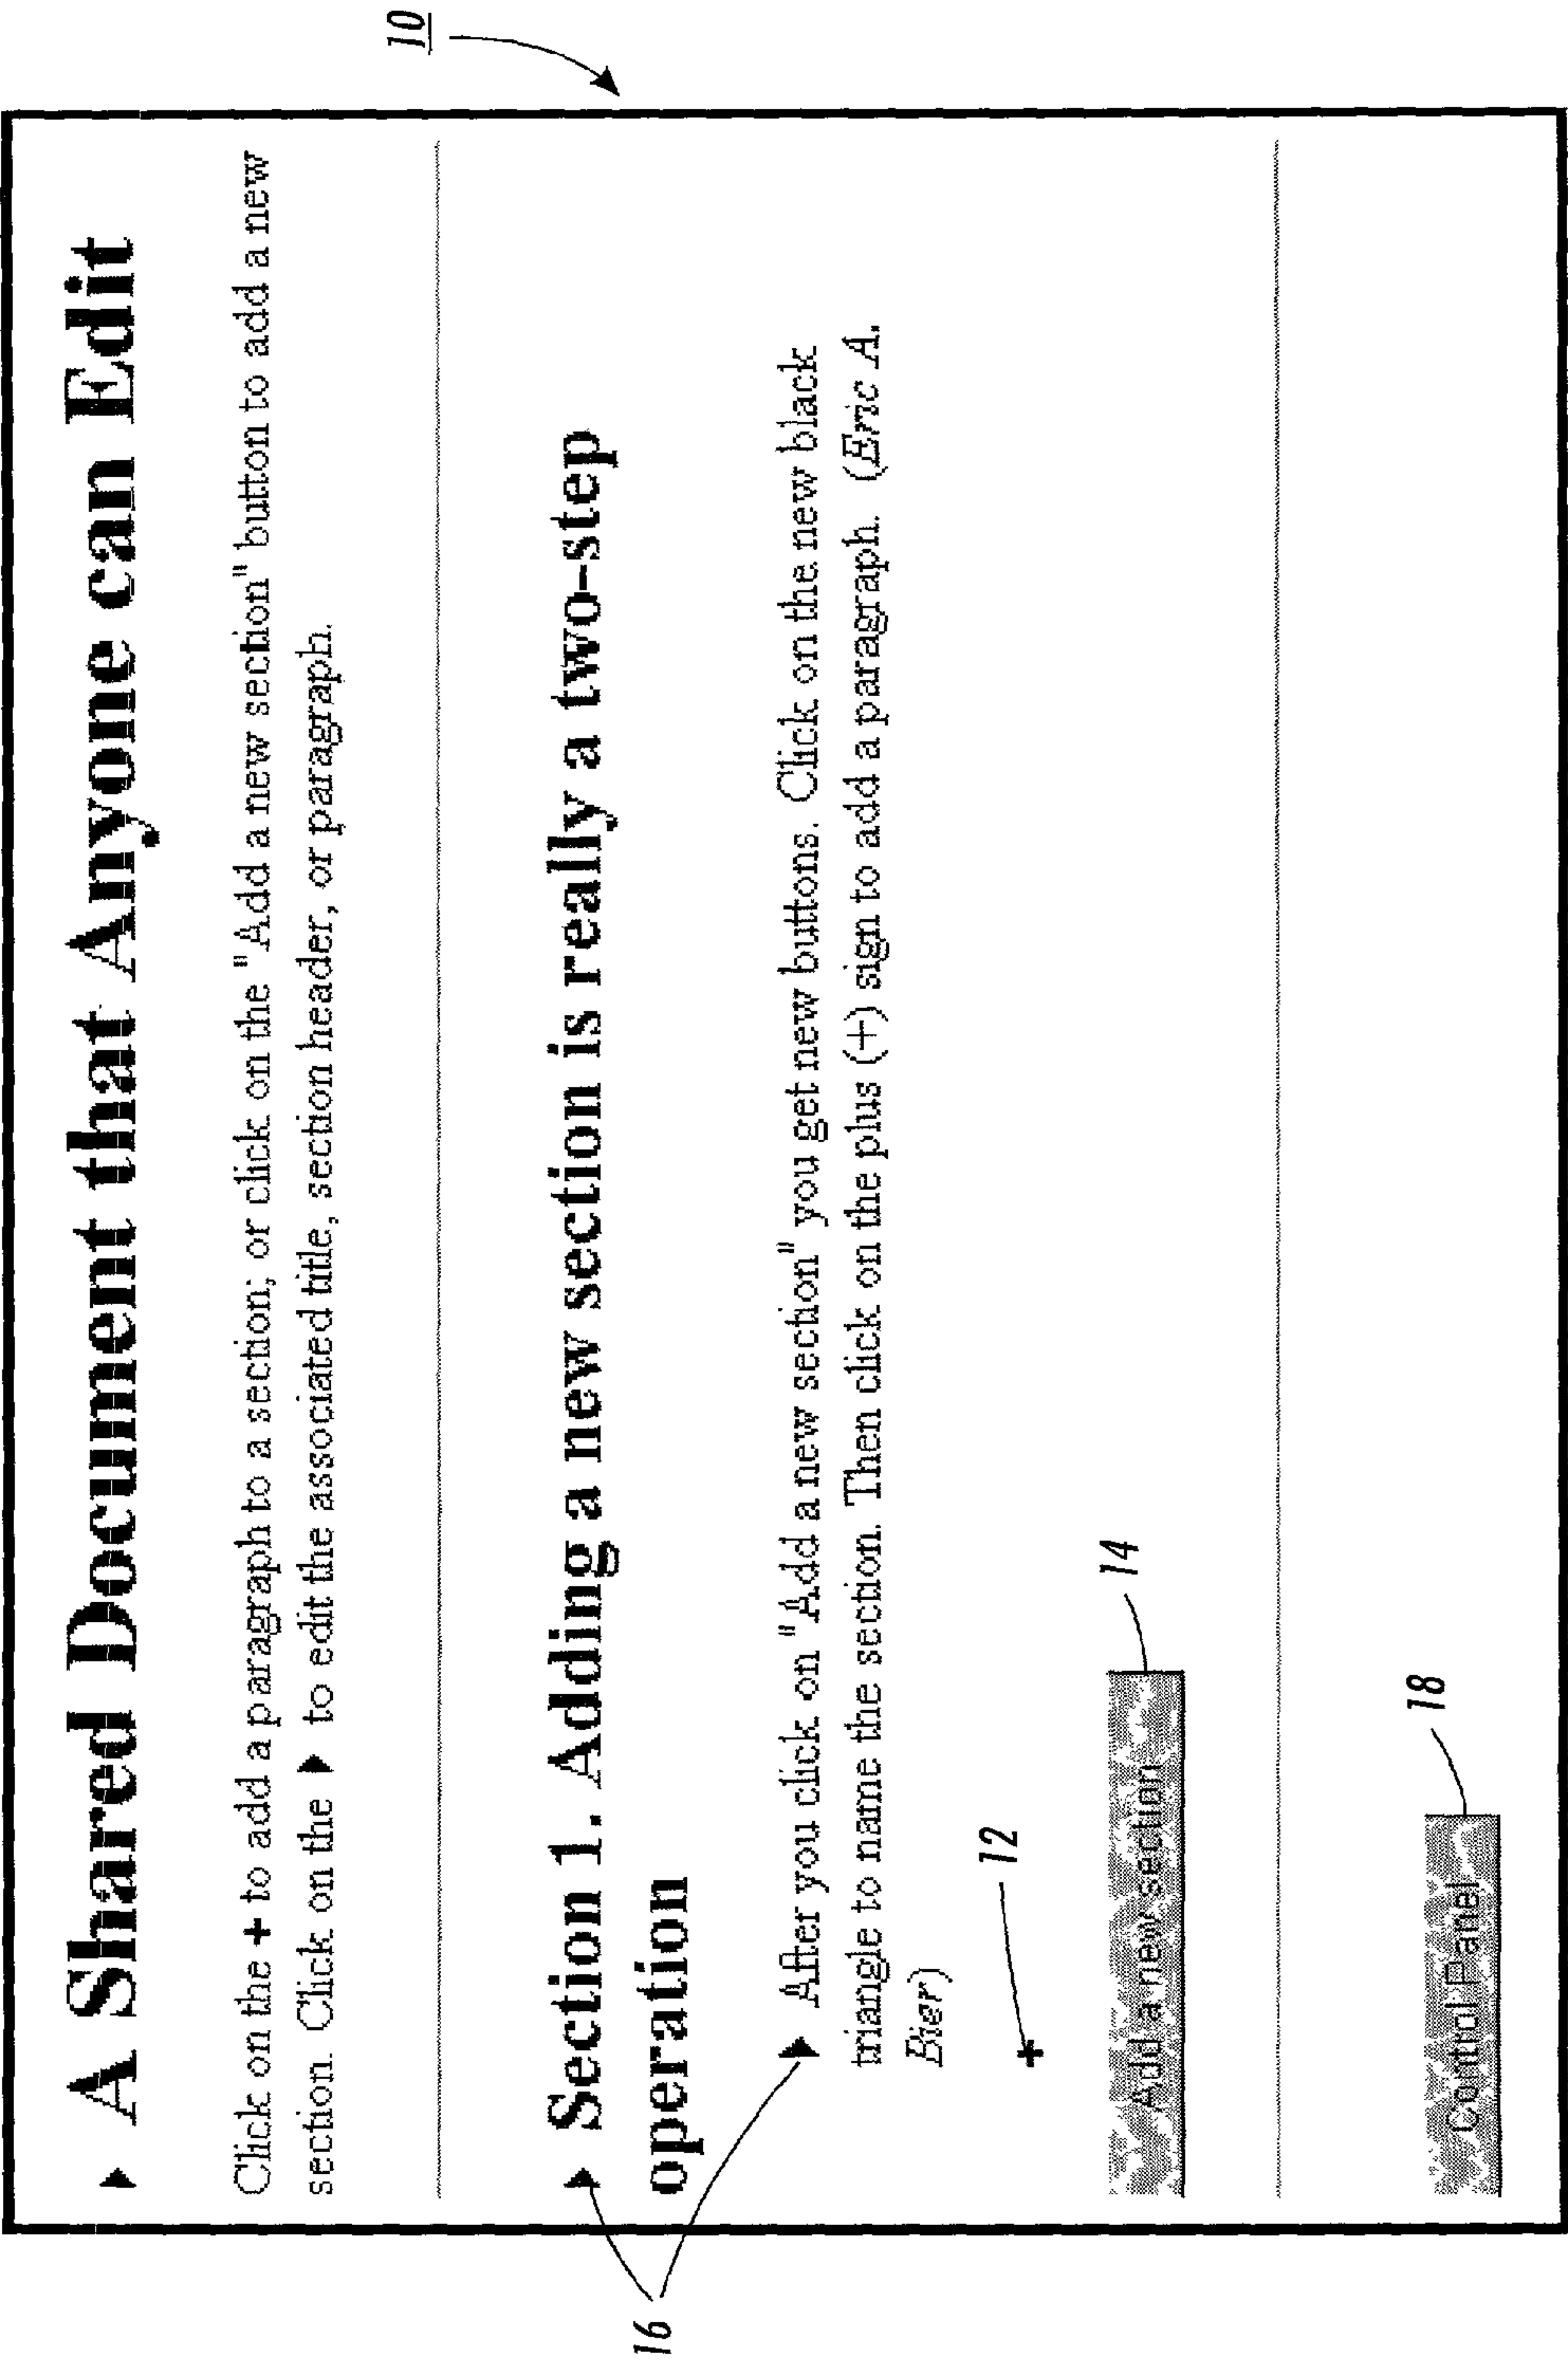 10
▶ A Shared Document that Anyone can Edit
Click on the + to add a paragraph to a section; or click on the "Add a new section" button to add a new
section. Click on the ▶ to edit the associated title, section header, or paragraph.
▶ Section 1. Adding a new section is really a two-step
operation
16
▶ After you click on "Add a new section" you get new buttons. Click on the new black
triangle to name the section. Then click on the plus (+) sign to add a paragraph. (Eric A.
Bier)
12
+
14
Add a new section
18
Control Panel